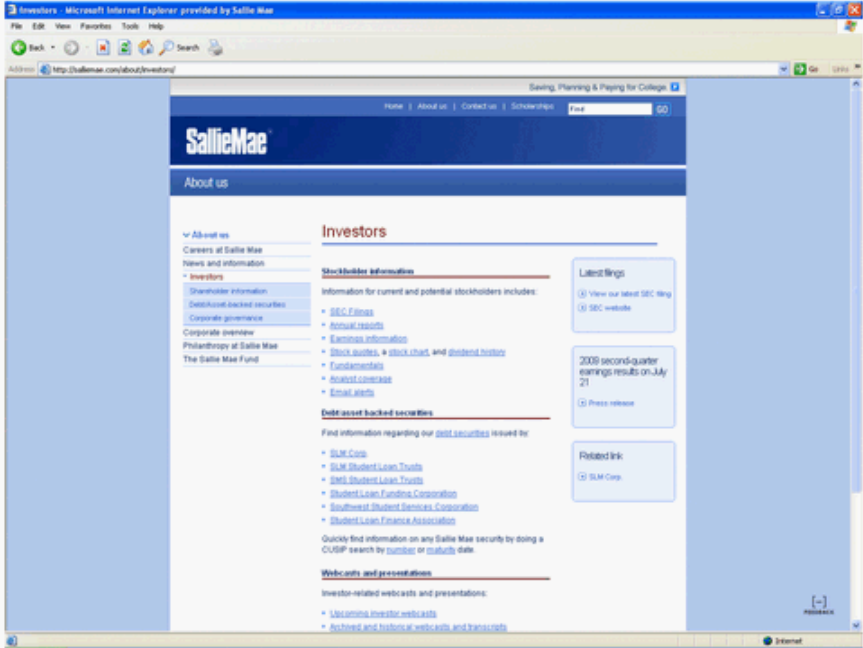 Investors - Microsoft Internet Explorer provided by Sallie Mae
File Edit View Favorites Tools Help
Back Search
Address http://salliemae.com/about/investors/ Go Links »
Saving, Planning & Paying for College
Home | About us | Contact us | Scholarships Find GO
SallieMae
About us
About us
Careers at Sallie Mae
News and information
Investors
Shareholder information
Debt/Asset-backed securities
Corporate governance
Corporate overview
Philanthropy at Sallie Mae
The Sallie Mae Fund
Investors
Stockholder information
Information for current and potential stockholders includes:
SEC Filings
Annual reports
Earnings information
Stock quotes, a stock chart, and dividend history
Fundamentals
Analyst coverage
Email alerts
Debt/asset backed securities
Find information regarding our debt securities issued by:
SLM Corp
SLM Student Loan Trusts
SMS Student Loan Trusts
Student Loan Funding Corporation
Southwest Student Services Corporation
Student Loan Finance Association
Quickly find information on any Sallie Mae security by doing a
CUSIP search by number or maturity date.
Webcasts and presentations
Investor-related webcasts and presentations:
Upcoming investor webcasts
Archived and historical webcasts and transcripts
Latest filings
View our latest SEC filing
SEC website
2009 second-quarter
earnings results on July
21
Press release
Related link
SLM Corp
[-]
FEEDBACK
Internet